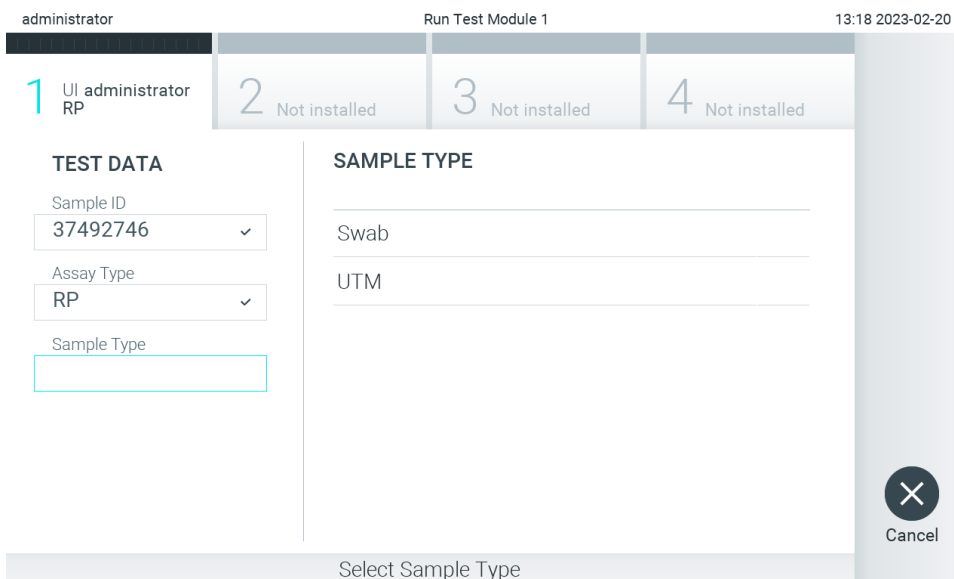 administrator Run Test Module 1 13:18 2023-02-20
1 UI administrator
RP
2 Not installed
3 Not installed
4 Not installed
TEST DATA
Sample ID
37492746
Assay Type
RP
Sample Type
SAMPLE TYPE
Swab
UTM
Cancel
Select Sample Type